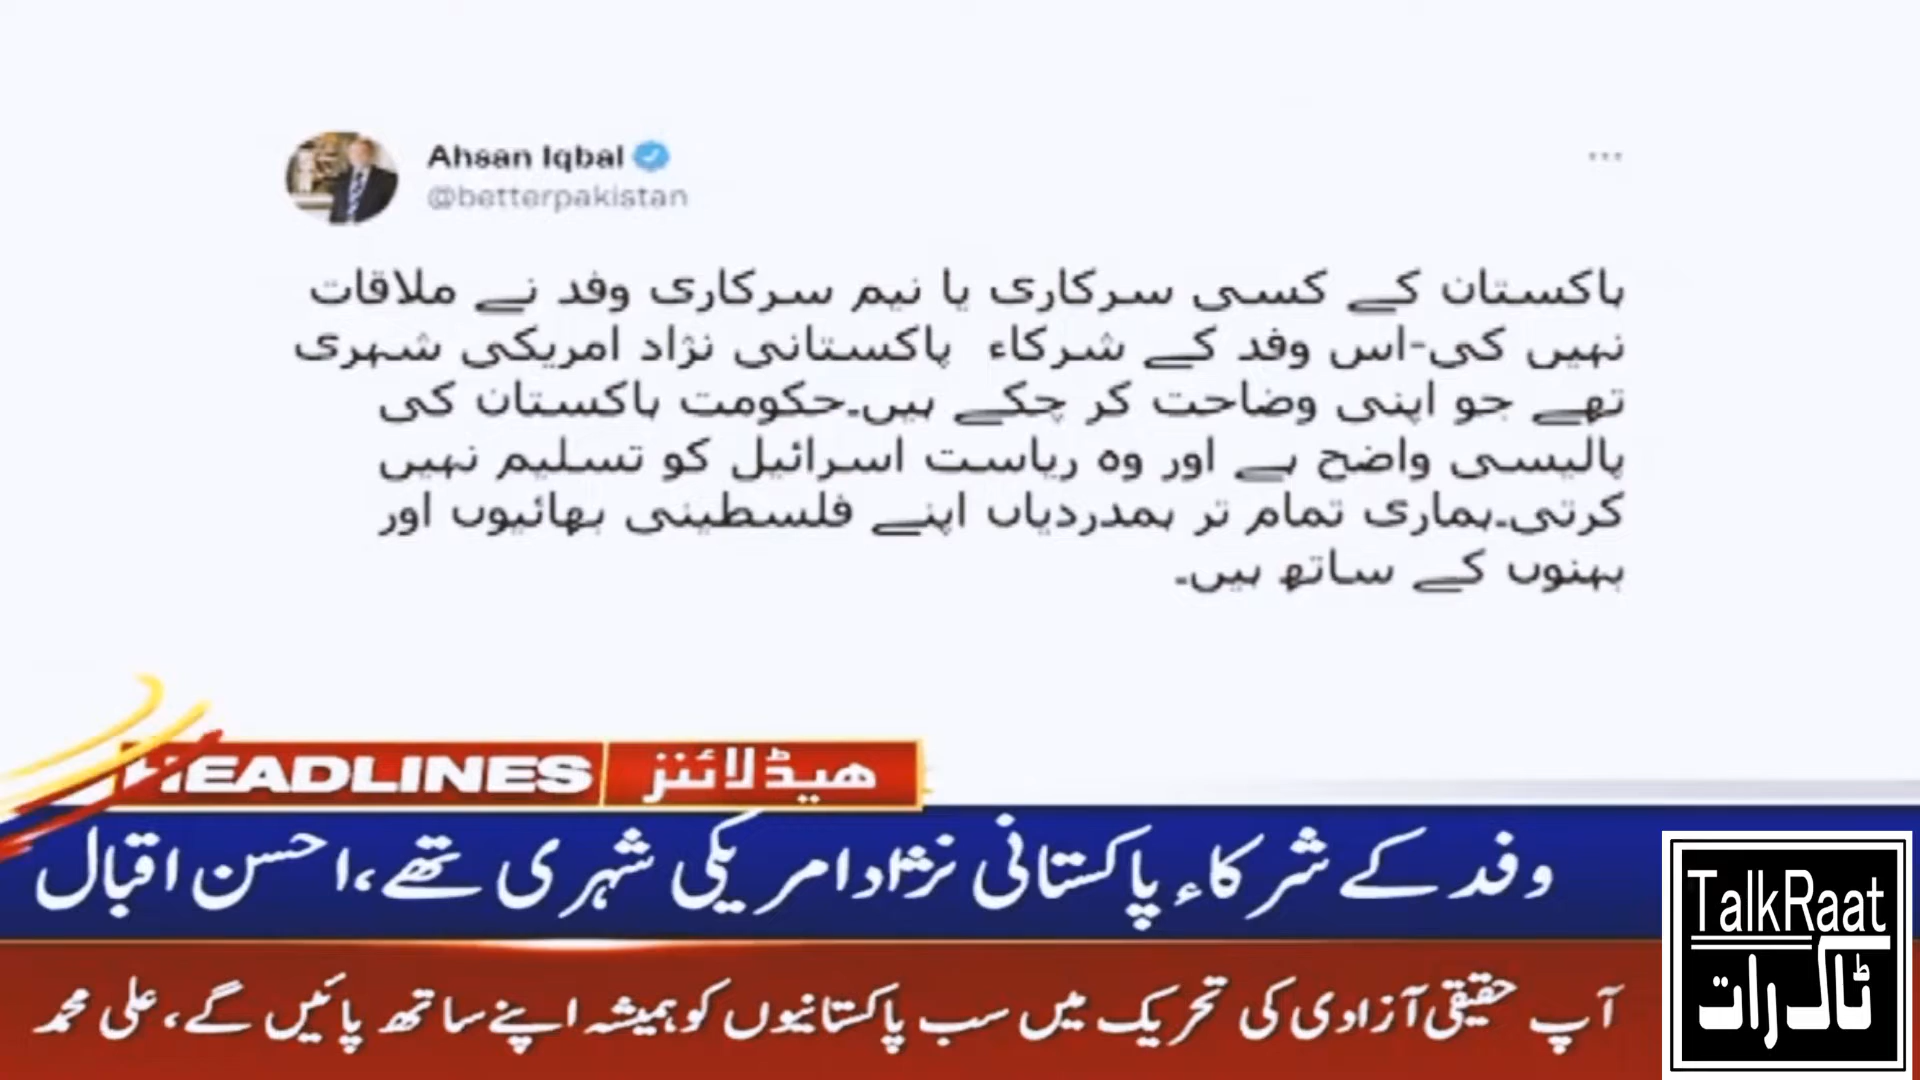 Ahsan Iqbal
@betterpakistan
پاکستان کے کسی سرکاری یا نیم سرکاری وفد نے ملاقات
نہیں کی-اس وفد کے شرکاء پاکستانی نژاد امریکی شہری
تھے جو اپنی وضاحت کر چکے ہیں۔حکومت پاکستان کی
پالیسی واضح ہے اور وہ ریاست اسرائیل کو تسلیم نہیں
کرتی۔ہماری تمام تر ہمدردیاں اپنے فلسطینی بھائیوں اور
بہنوں کے ساتھ ہیں۔
HEADLINES ھیڈلائنز
وفد کے شرکاء پاکستانی نژاد امریکی شہری تھے، احسن اقبال
آپ حقیقی آزادی کی تحریک میں سب پاکستانیوں کو ہمیشہ اپنے ساتھ پائیں گے، علی محمد
TalkRaat
ٹاک رات